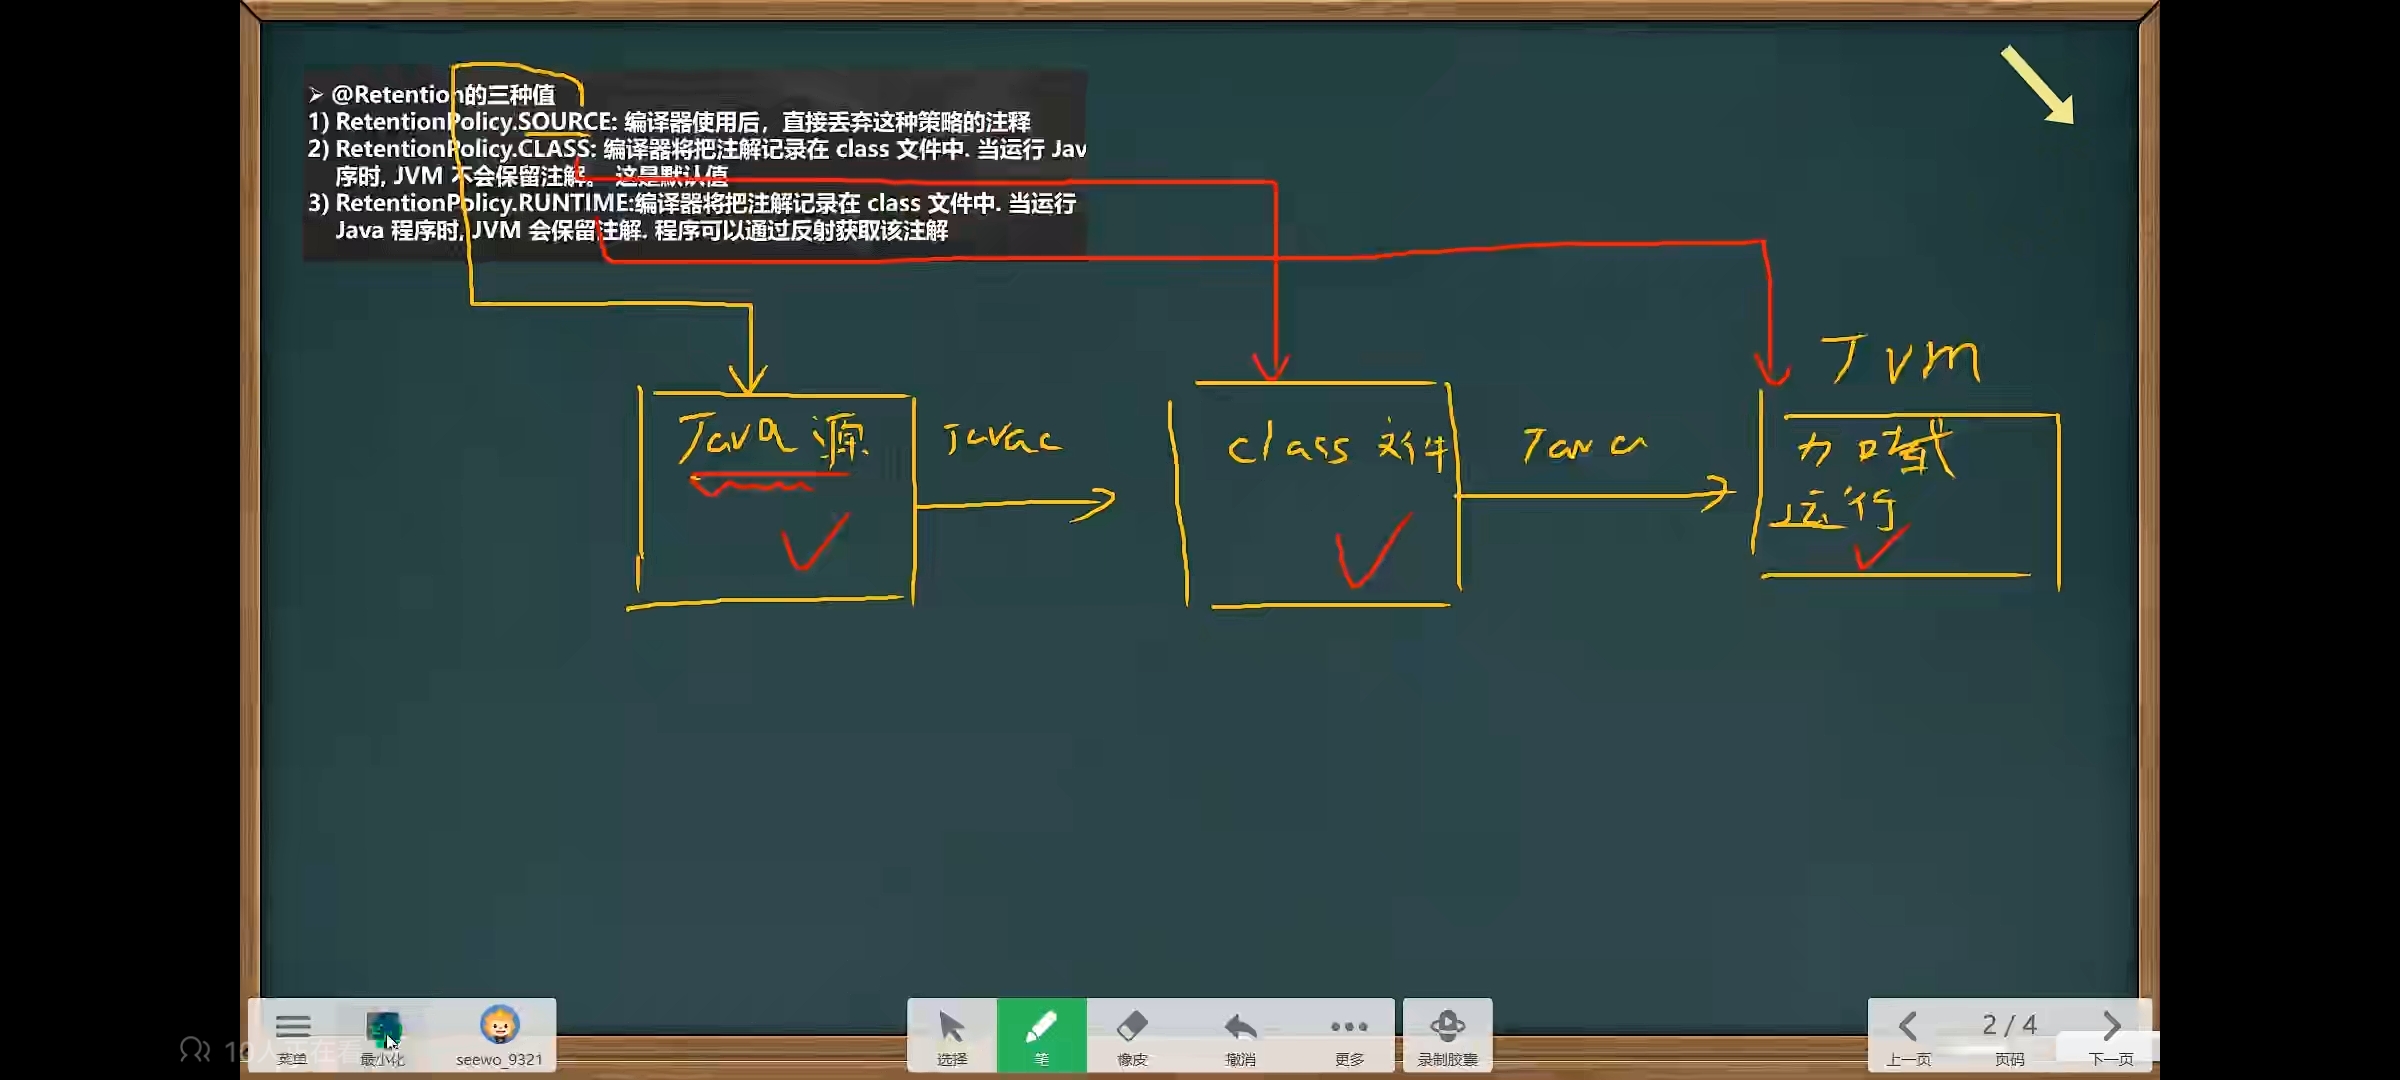 ➢ @Retention的三种值
1) RetentionPolicy.SOURCE: 编译器使用后，直接丢弃这种策略的注释
2) RetentionPolicy.CLASS: 编译器将把注解记录在 class 文件中. 当运行 Jav
序时, JVM 不会保留注解。 这是默认值
3) RetentionPolicy.RUNTIME:编译器将把注解记录在 class 文件中. 当运行
Java 程序时, JVM 会保留注解. 程序可以通过反射获取该注解
JVM
Java 源
Javac
class 文件
Java
加载
运行
菜单
最小化
seewo_9321
选择
笔
橡皮
撤消
更多
录制胶囊
上一页
2 / 4
页码
下一页